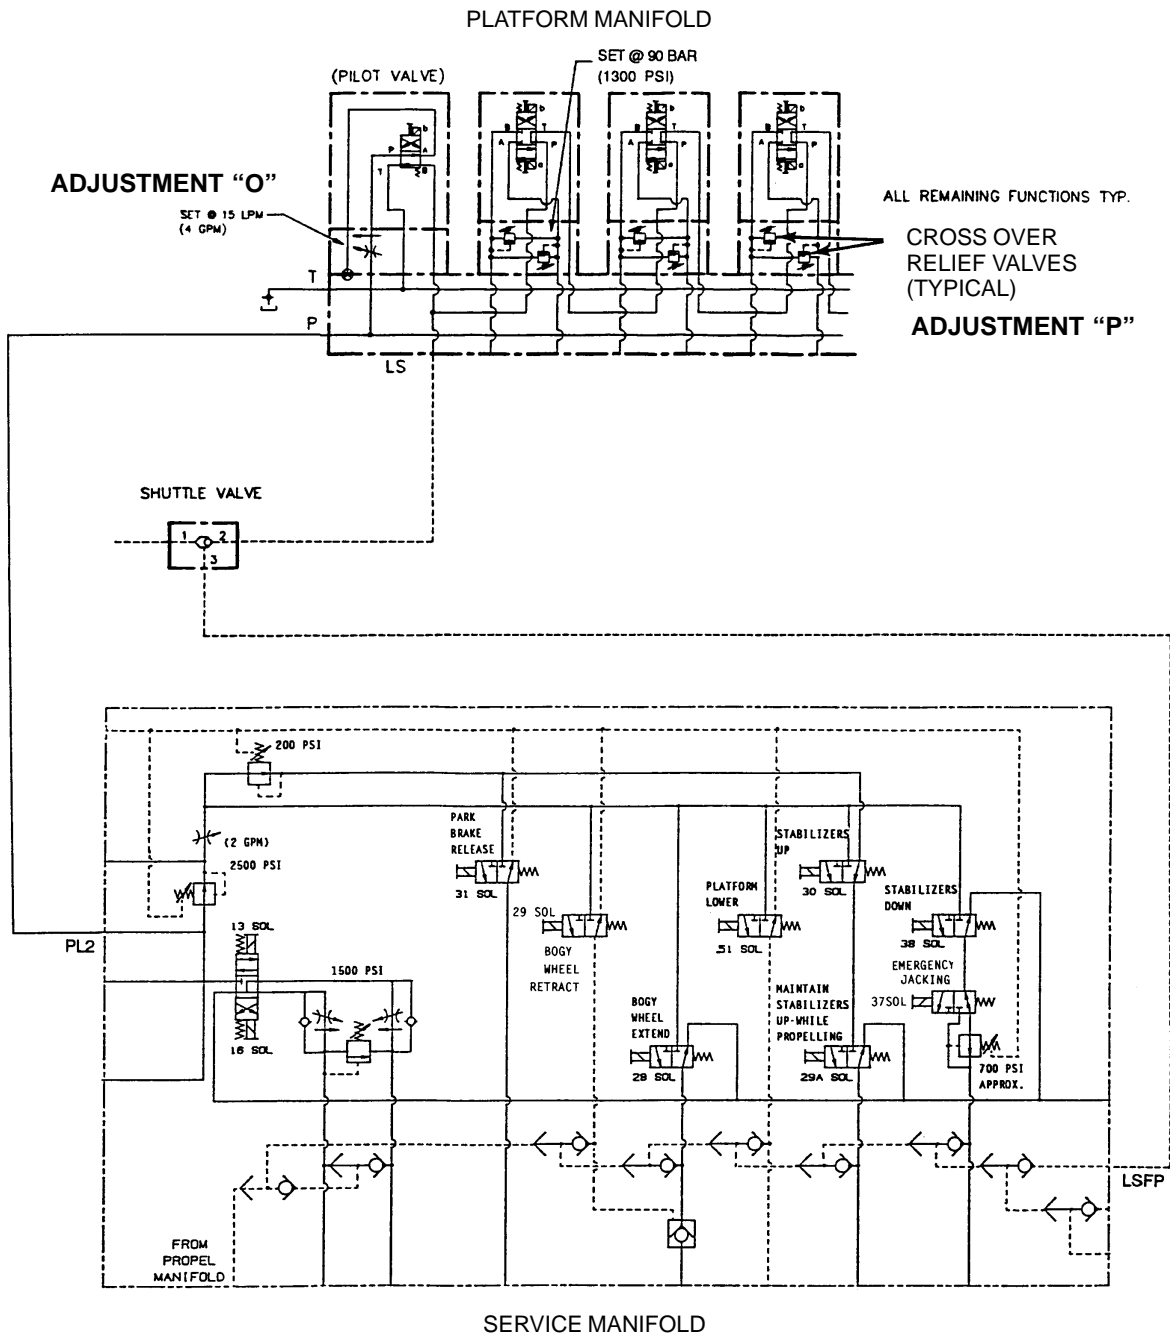 PLATFORM MANIFOLD
SET @ 90 BAR
(1300 PSI)
(PILOT VALVE)
b
P
A
T
B
b
B
T
A
P
a
b
B
T
A
P
a
b
B
T
A
P
a
ADJUSTMENT “O”
SET @ 15 LPM
(4 GPM)
ALL REMAINING FUNCTIONS TYP.
CROSS OVER
RELIEF VALVES
(TYPICAL)
ADJUSTMENT “P”
T
P
LS
SHUTTLE VALVE
1
2
3
200 PSI
(2 GPM)
2500 PSI
PARK
BRAKE
RELEASE
31 SOL
29 SOL
BOGY
WHEEL
RETRACT
PLATFORM
LOWER
51 SOL
STABILIZERS
UP
30 SOL
STABILIZERS
DOWN
38 SOL
EMERGENCY
JACKING
37SOL
700 PSI
APPROX.
PL2
13 SOL
1500 PSI
16 SOL
BOGY
WHEEL
EXTEND
28 SOL
MAINTAIN
STABILIZERS
UP-WHILE
PROPELLING
29A SOL
LSFP
FROM
PROPEL
MANIFOLD
SERVICE MANIFOLD